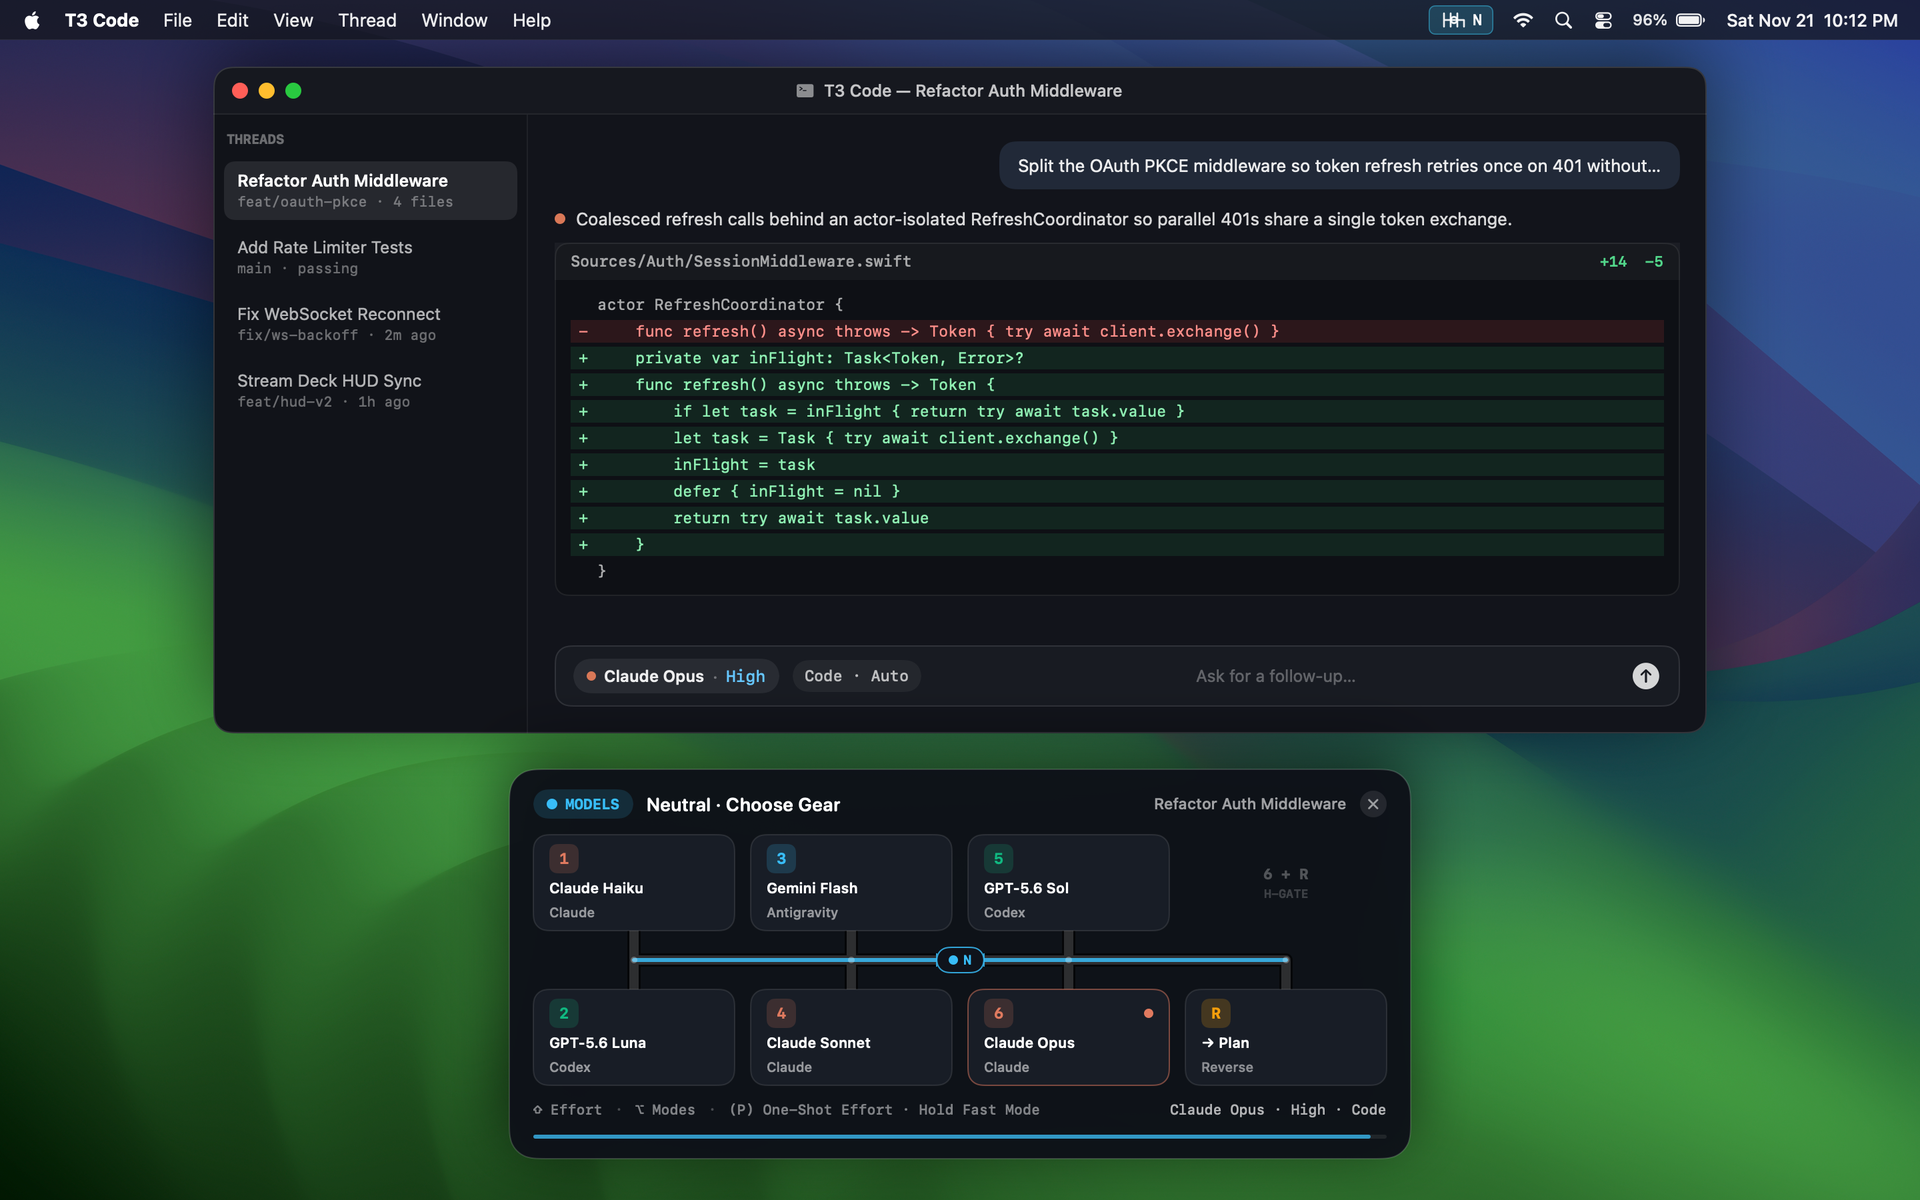 T3 Code File Edit View Thread Window Help
N 96% Sat Nov 21 10:12 PM
T3 Code — Refactor Auth Middleware
THREADS
Refactor Auth Middleware
feat/oauth-pkce · 4 files
Add Rate Limiter Tests
main · passing
Fix WebSocket Reconnect
fix/ws-backoff · 2m ago
Stream Deck HUD Sync
feat/hud-v2 · 1h ago
Split the OAuth PKCE middleware so token refresh retries once on 401 without...
Coalesced refresh calls behind an actor-isolated RefreshCoordinator so parallel 401s share a single token exchange.
Sources/Auth/SessionMiddleware.swift +14 −5
actor RefreshCoordinator {
− func refresh() async throws -> Token { try await client.exchange() }
+ private var inFlight: Task<Token, Error>?
+ func refresh() async throws -> Token {
+ if let task = inFlight { return try await task.value }
+ let task = Task { try await client.exchange() }
+ inFlight = task
+ defer { inFlight = nil }
+ return try await task.value
+ }
}
Claude Opus · High Code · Auto Ask for a follow-up...
MODELS Neutral · Choose Gear Refactor Auth Middleware
1
Claude Haiku
Claude
3
Gemini Flash
Antigravity
5
GPT-5.6 Sol
Codex
6 + R
H-GATE
N
2
GPT-5.6 Luna
Codex
4
Claude Sonnet
Claude
6
Claude Opus
Claude
R
→ Plan
Reverse
⇧ Effort · ⌥ Modes · (P) One-Shot Effort · Hold Fast Mode Claude Opus · High · Code